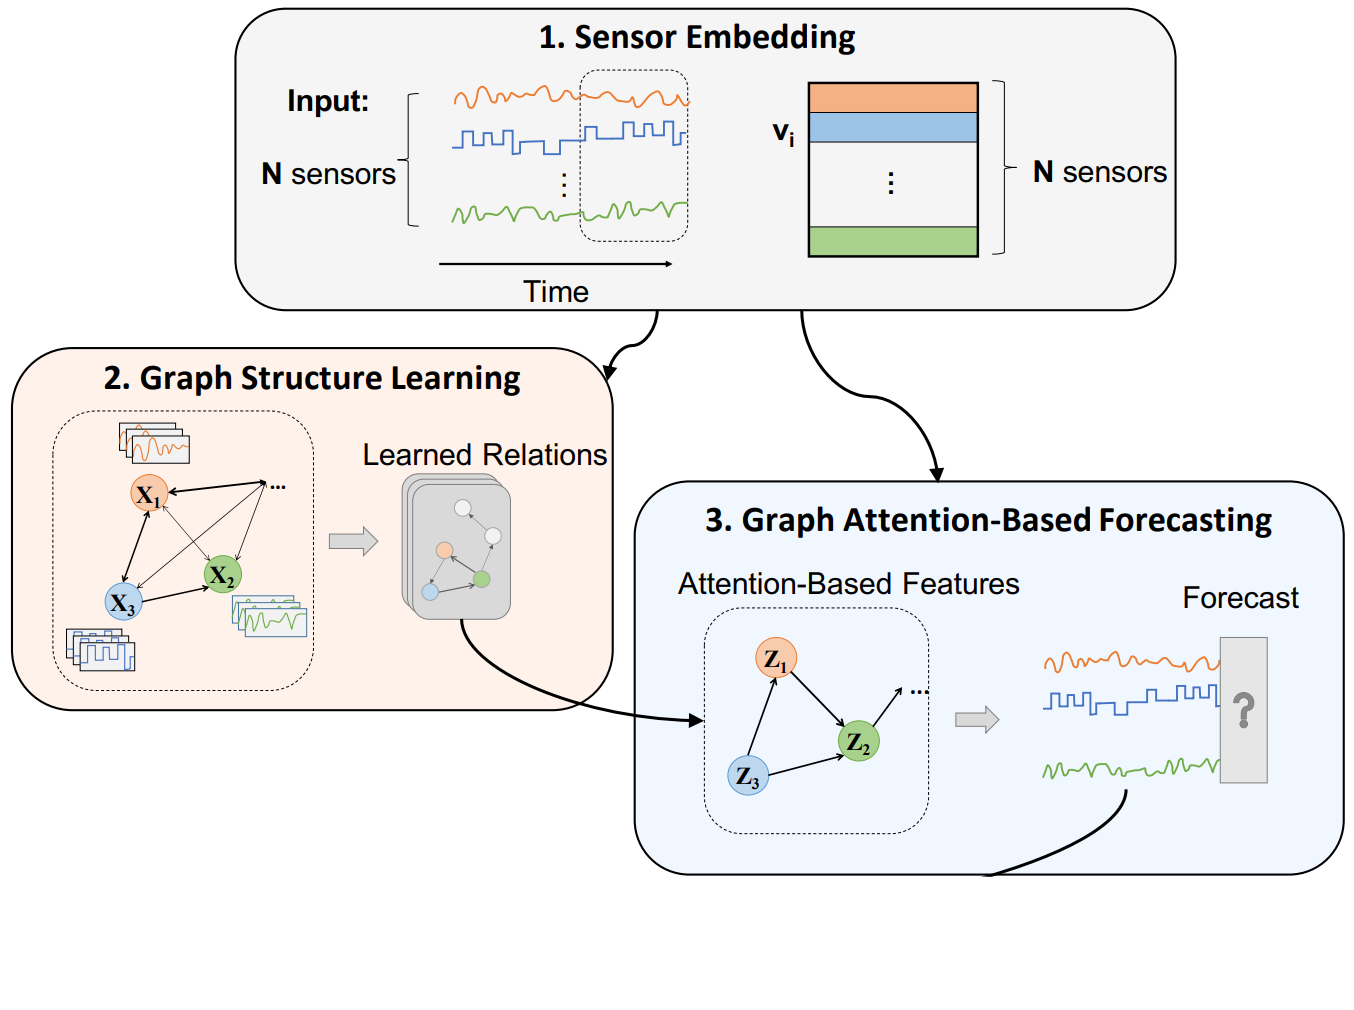 1. Sensor Embedding
Input:
N sensors
⋮
Time
vi
⋮
N sensors
2. Graph Structure Learning
X1
...
X2
X3
Learned Relations
3. Graph Attention-Based Forecasting
Attention-Based Features
Z1
...
Z2
Z3
Forecast
?